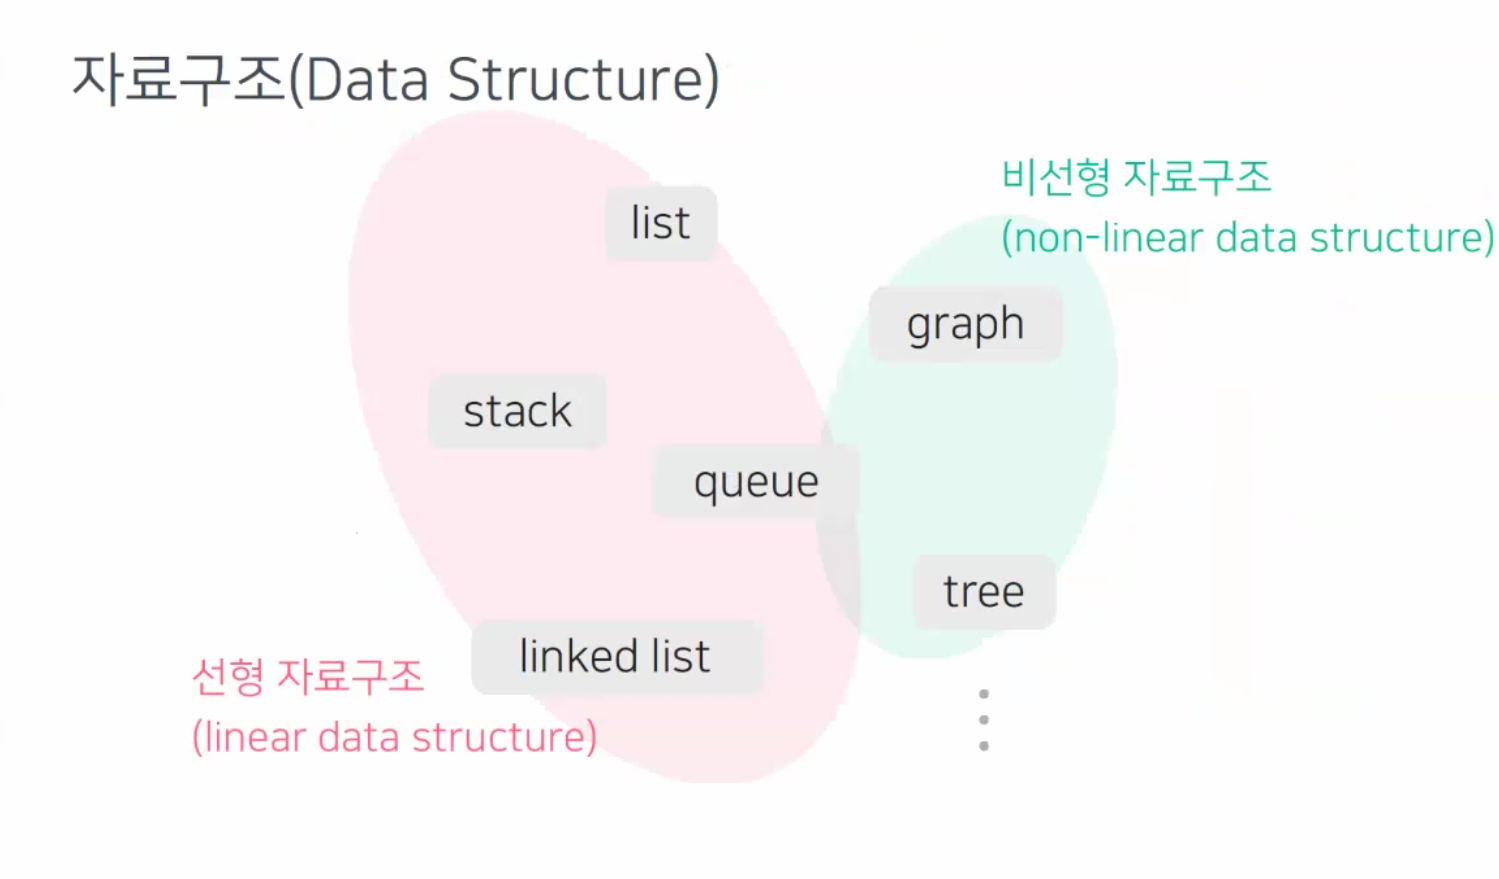 자료구조(Data Structure)
list
비선형 자료구조
(non-linear data structure)
graph
stack
queue
tree
linked list
선형 자료구조
(linear data structure)